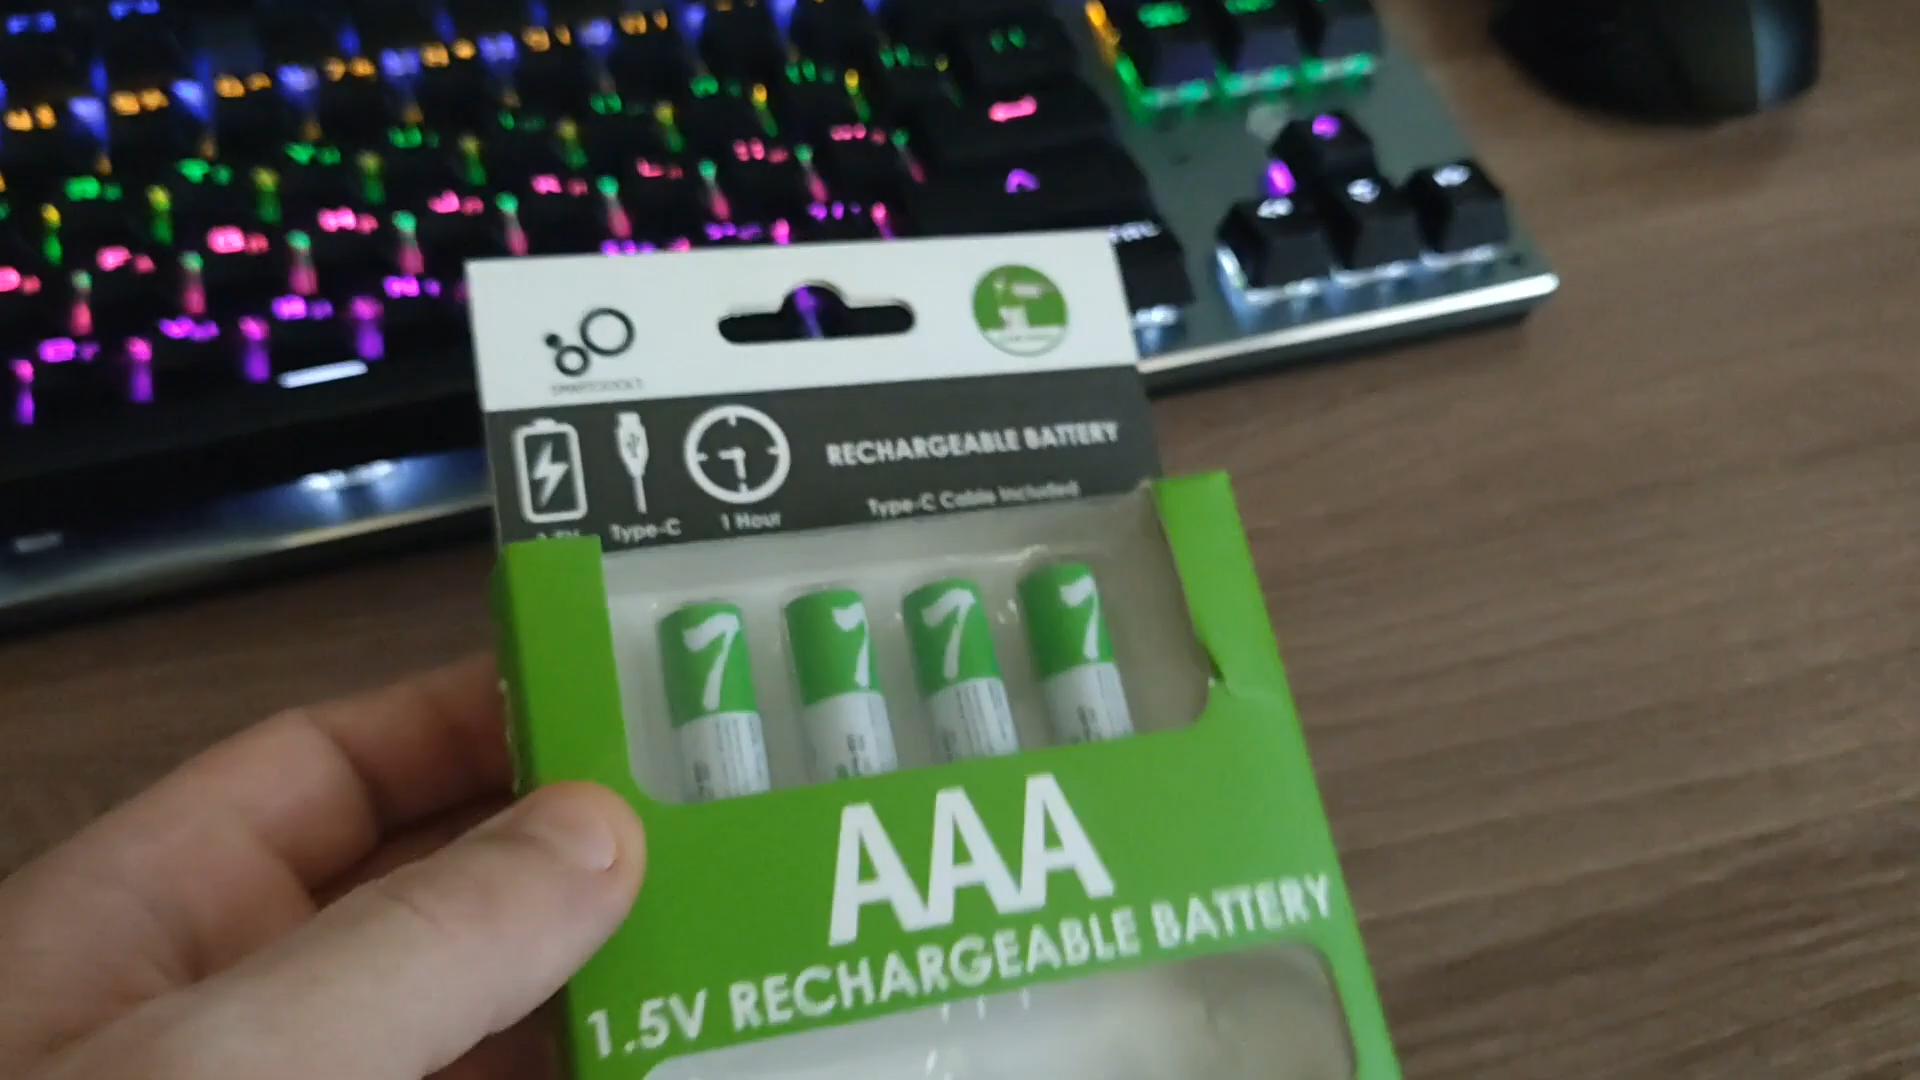 RECHARGEABLE BATTERY
Type-C Cable Included
Type-C
1 Hour
7
7
7
7
AAA
1.5V RECHARGEABLE BATTERY